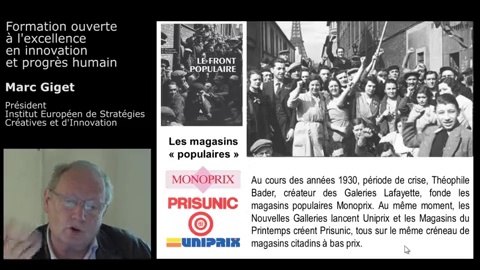 Formation ouverte
à l'excellence
en innovation
et progrès humain
Marc Giget
Président
Institut Européen de Stratégies
Créatives et d'Innovation
LE FRONT
POPULAIRE
Les magasins
« populaires »
MONOPRIX
PRISUNIC
UNIPRIX
Au cours des années 1930, période de crise, Théophile
Bader, créateur des Galeries Lafayette, fonde les
magasins populaires Monoprix. Au même moment, les
Nouvelles Galleries lancent Uniprix et les Magasins du
Printemps créent Prisunic, tous sur le même créneau de
magasins citadins à bas prix.